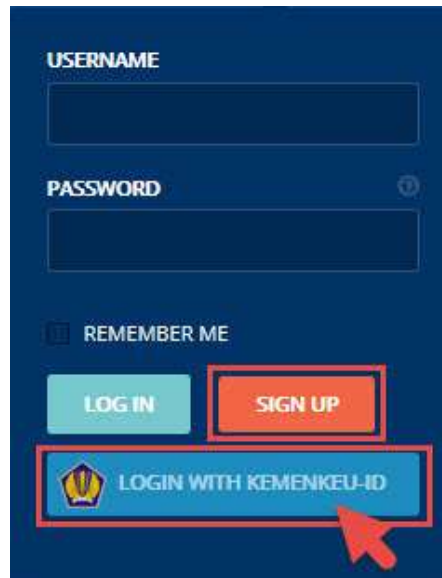 USERNAME
PASSWORD
REMEMBER ME
LOG IN
SIGN UP
LOGIN WITH KEMENKEU-ID